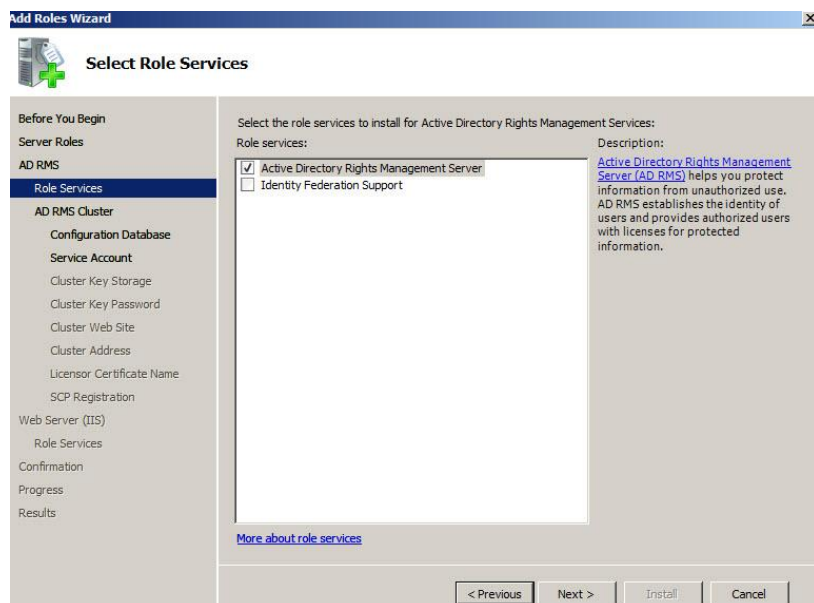 Add Roles Wizard
Select Role Services
Before You Begin
Server Roles
AD RMS
Role Services
AD RMS Cluster
Configuration Database
Service Account
Cluster Key Storage
Cluster Key Password
Cluster Web Site
Cluster Address
Licensor Certificate Name
SCP Registration
Web Server (IIS)
Role Services
Confirmation
Progress
Results
Select the role services to install for Active Directory Rights Management Services:
Role services:
Active Directory Rights Management Server
Identity Federation Support
More about role services
Description:
Active Directory Rights Management
Server (AD RMS) helps you protect
information from unauthorized use.
AD RMS establishes the identity of
users and provides authorized users
with licenses for protected
information.
< Previous
Next >
Install
Cancel